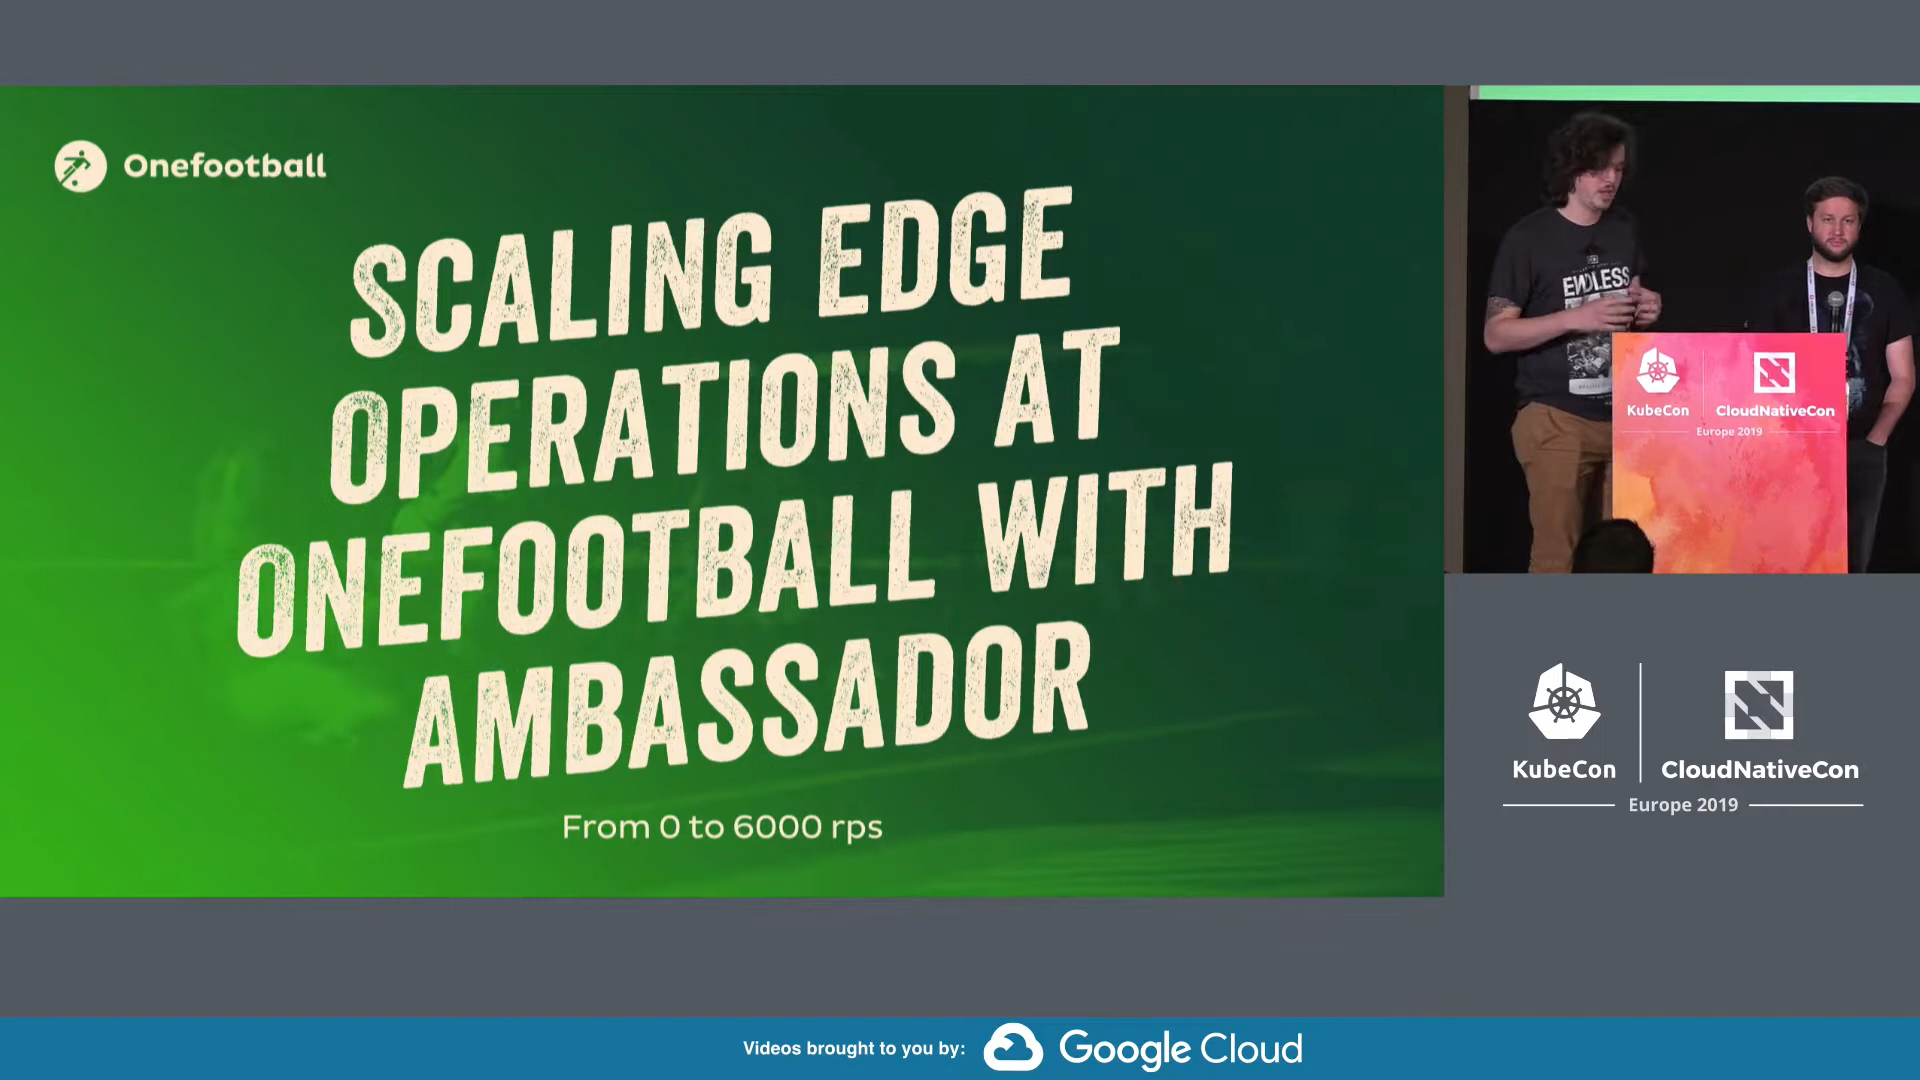 Onefootball
SCALING EDGE
OPERATIONS AT
ONEFOOTBALL WITH
AMBASSADOR
From 0 to 6000 rps
ENDLESS
KubeCon
CloudNativeCon
Europe 2019
KubeCon
CloudNativeCon
Europe 2019
Videos brought to you by:
Google Cloud